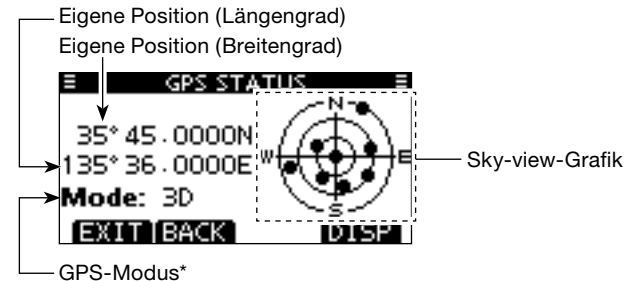 Eigene Position (Längengrad)
Eigene Position (Breitengrad)
GPS STATUS
N
35° 45.0000N
135° 36.0000E
W
E
Sky-view-Grafik
Mode: 3D
S
EXIT BACK DISP
GPS-Modus*